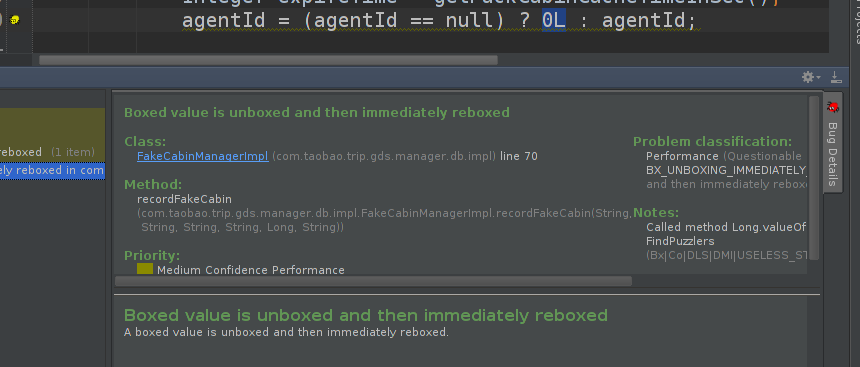 agentId = (agentId == null) ? 0L : agentId;
reboxed (1 item)
ely reboxed in com
Boxed value is unboxed and then immediately reboxed
Class:
FakeCabinManagerImpl (com.taobao.trip.gds.manager.db.impl) line 70
Method:
recordFakeCabin
(com.taobao.trip.gds.manager.db.impl.FakeCabinManagerImpl.recordFakeCabin(String,
String, String, String, Long, String))
Priority:
Medium Confidence Performance
Problem classification:
Performance (Questionable
BX_UNBOXING_IMMEDIATELY_
and then immediately reboxe
Notes:
Called method Long.valueOf
FindPuzzlers
(Bx|Co|DLS|DMI|USELESS_ST
Bug Details
Boxed value is unboxed and then immediately reboxed
A boxed value is unboxed and then immediately reboxed.